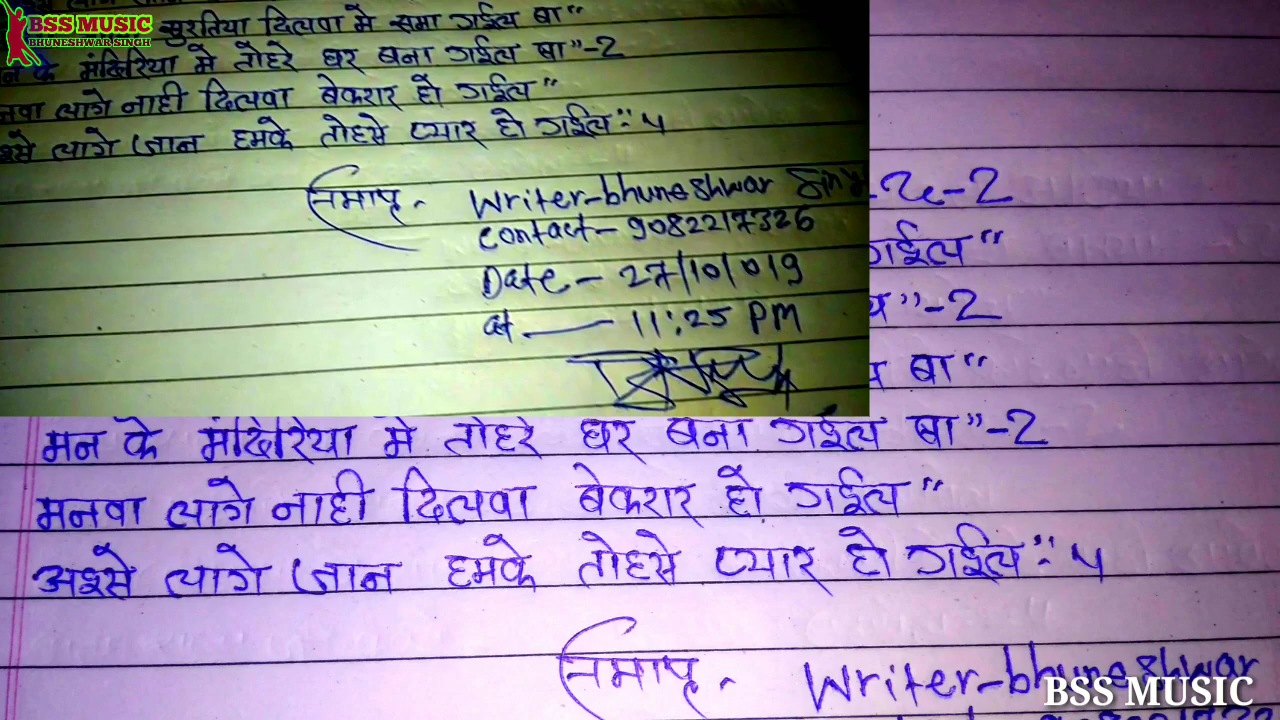 BSS MUSIC
BHUNESHWAR SINGH
सुरतिया दिलवा मे समा गईल बा"
के मंदिरिया मे तोहरे घर बना गईल बा"-2
नवा लागे नाही दिलवा बेकरार हो गईल"
श्से लागे जान हमके तोहसे प्यार हो गईल":-4
समाप्त. Writer-bhuneshwar
contact-9082217326
Date - 27/10/019
at — 11:25 PM
-2
गईल"
"-2
बा"
मन के मंदिरिया मे तोहरे घर बना गईल बा"-2
मनवा लागे नाही दिलवा बेकरार हो गईल"
अश्से लागे जान हमके तोहसे प्यार हो गईल":-4
समाप्त. Writer-bhuneshwar
BSS MUSIC